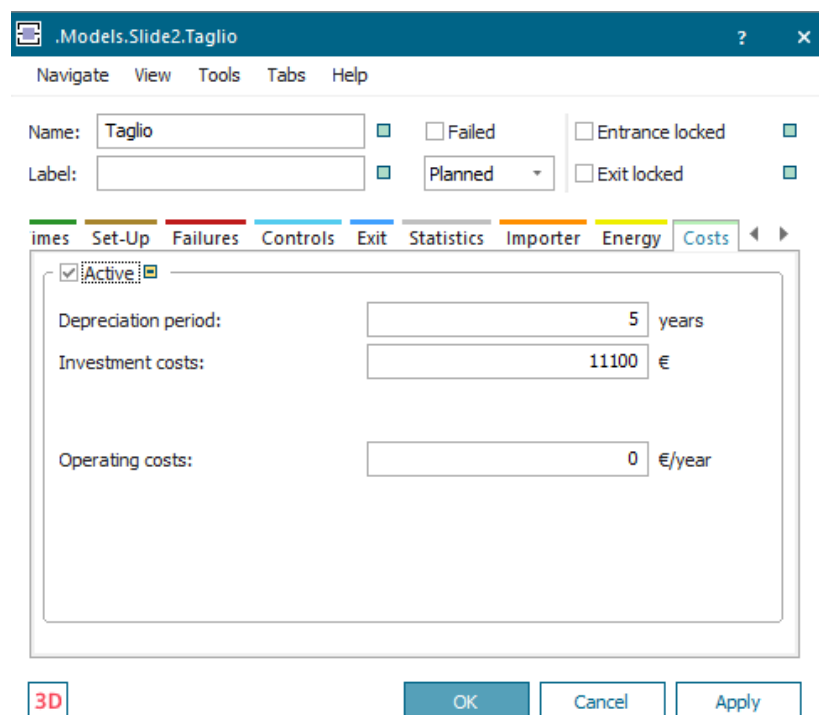 .Models.Slide2.Taglio ? ×
Navigate View Tools Tabs Help
Name: Taglio Failed Entrance locked
Label: Planned Exit locked
imes Set-Up Failures Controls Exit Statistics Importer Energy Costs
Active
Depreciation period: 5 years
Investment costs: 11100 €
Operating costs: 0 €/year
3D OK Cancel Apply